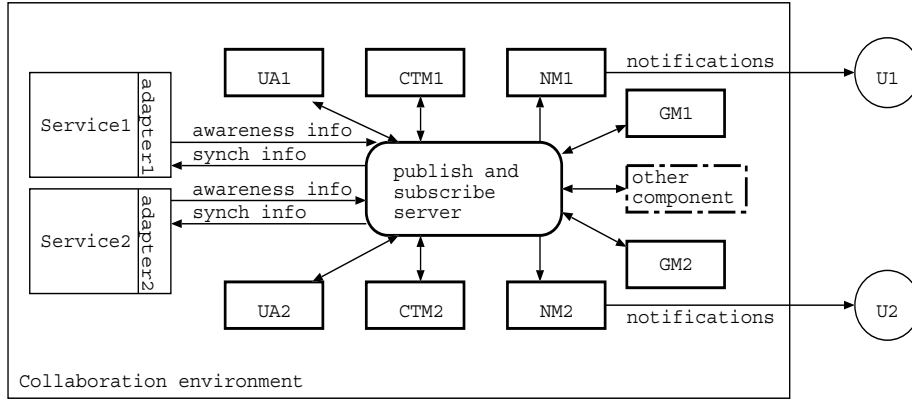 UA1
CTM1
NM1
notifications
U1
Service1
adapter1
awareness info
synch info
GM1
publish and
subscribe
server
other
component
Service2
adapter2
awareness info
synch info
GM2
UA2
CTM2
NM2
notifications
U2
Collaboration environment